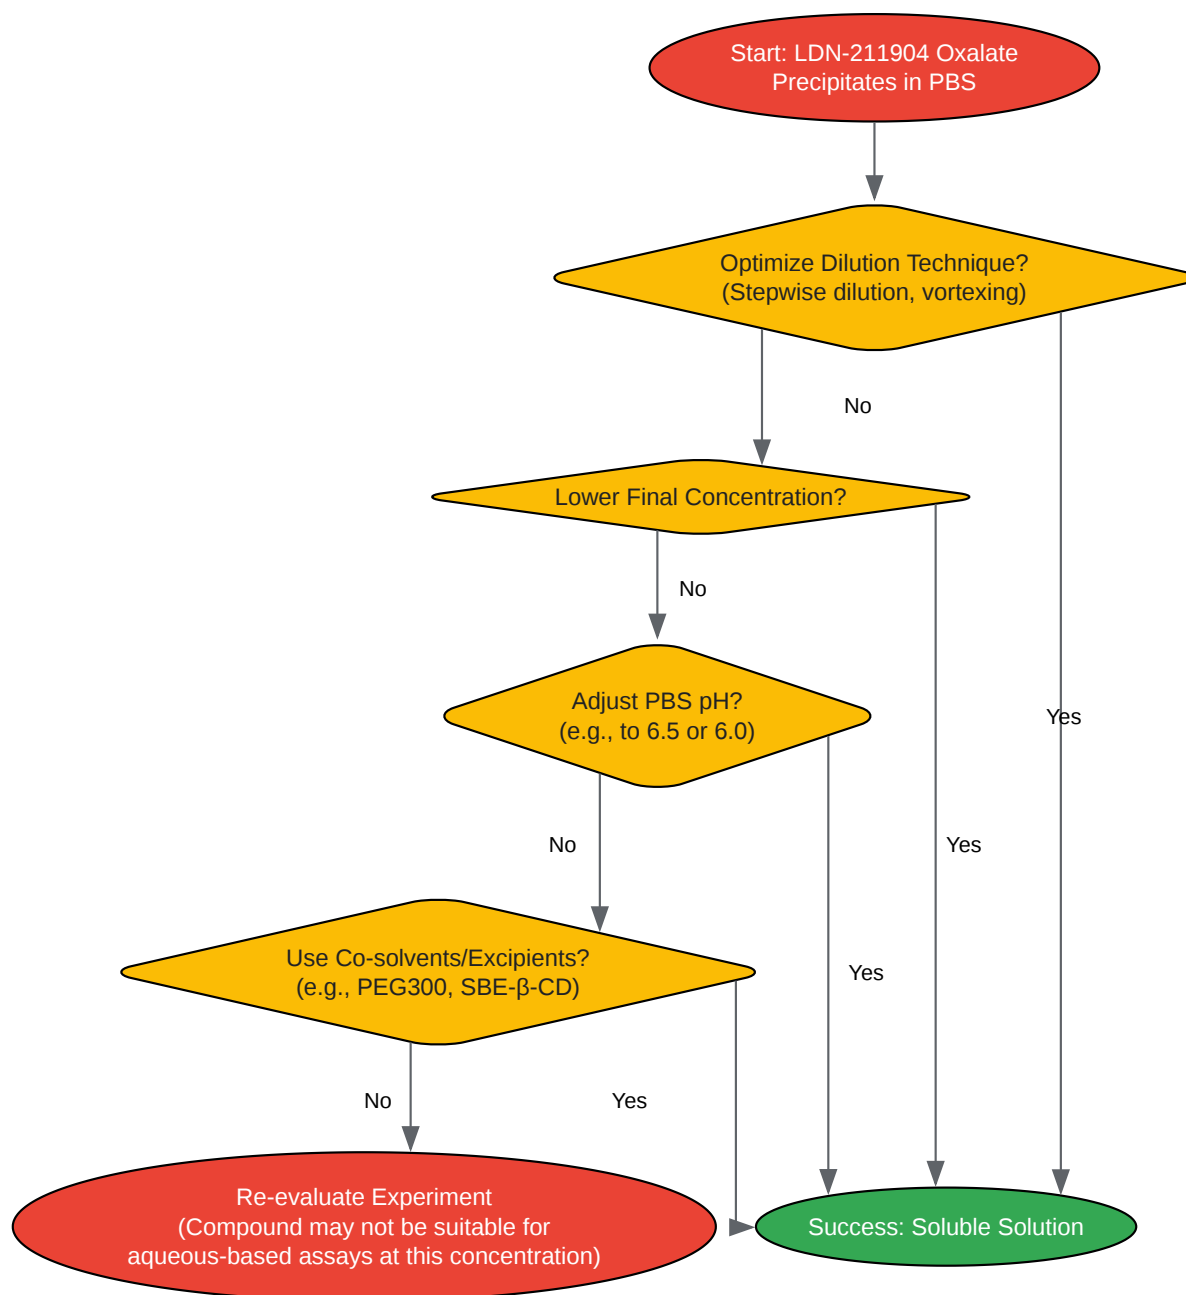 Start: LDN-211904 Oxalate
Precipitates in PBS
Optimize Dilution Technique?
(Stepwise dilution, vortexing)
No
Lower Final Concentration?
No
Adjust PBS pH?
(e.g., to 6.5 or 6.0)
Yes
No
Yes
Use Co-solvents/Excipients?
(e.g., PEG300, SBE-β-CD)
Yes
No
Yes
Re-evaluate Experiment
(Compound may not be suitable for
aqueous-based assays at this concentration)
Success: Soluble Solution